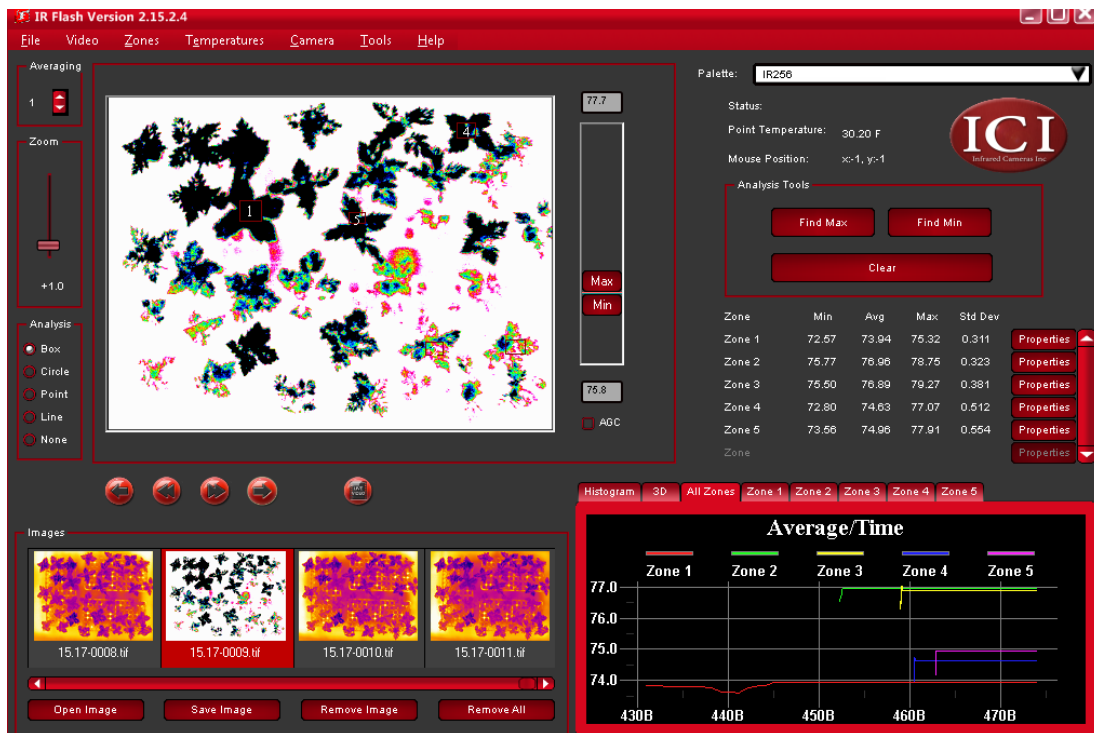 IR Flash Version 2.15.2.4
File Video Zones Temperatures Camera Tools Help
Averaging
1
Zoom
+1.0
Analysis
Box
Circle
Point
Line
None
4
1
5
77.7
Max
Min
75.8
AGC
Palette: IR256
Status:
Point Temperature: 30.20 F
Mouse Position: x:-1, y:-1
ICI
Infrared Cameras Inc
Analysis Tools
Find Max Find Min
Clear
Zone Min Avg Max Std Dev
Zone 1 72.57 73.94 75.32 0.311 Properties
Zone 2 75.77 76.96 78.75 0.323 Properties
Zone 3 75.50 76.89 79.27 0.381 Properties
Zone 4 72.80 74.63 77.07 0.512 Properties
Zone 5 73.56 74.96 77.91 0.554 Properties
Zone Properties
LIVE VIDEO
Images
15.17-0008.tif 15.17-0009.tif 15.17-0010.tif 15.17-0011.tif
Open Image Save Image Remove Image Remove All
Histogram 3D All Zones Zone 1 Zone 2 Zone 3 Zone 4 Zone 5
Average/Time
Zone 1 Zone 2 Zone 3 Zone 4 Zone 5
77.0
76.0
75.0
74.0
430B 440B 450B 460B 470B